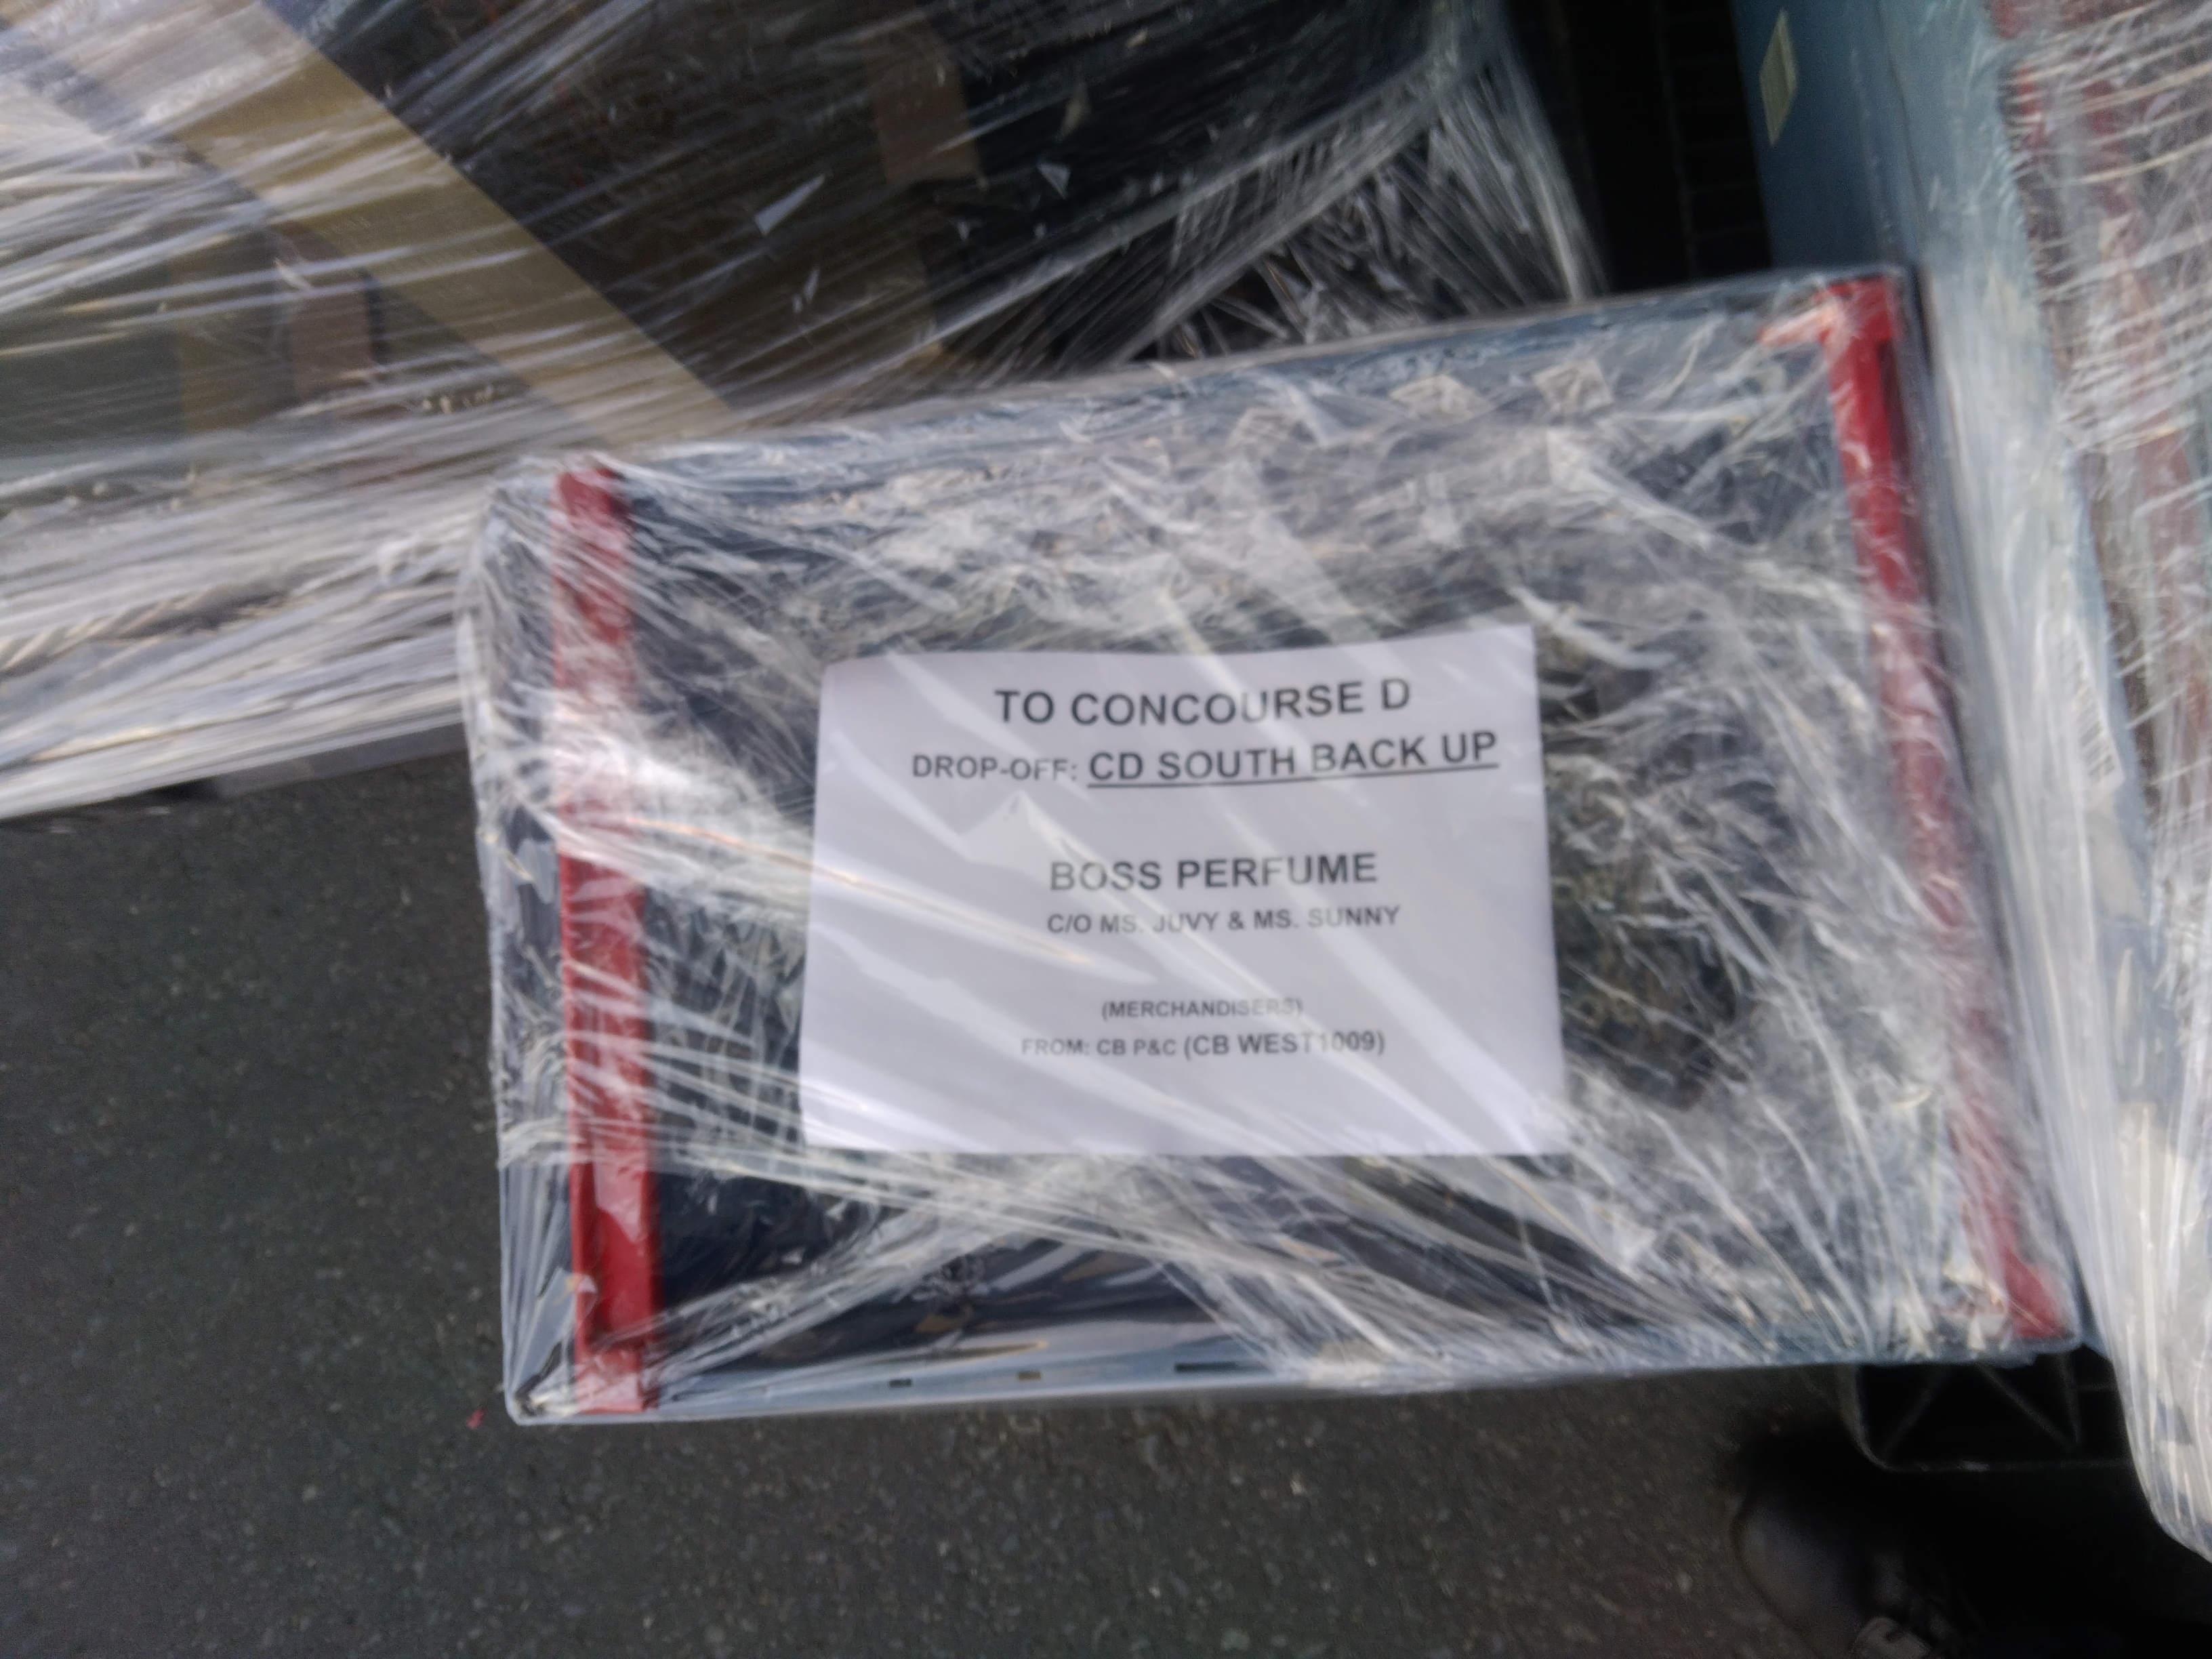 TO CONCOURSE D
DROP-OFF: CD SOUTH BACK UP
BOSS PERFUME
C/O MS. JUVY & MS. SUNNY
(MERCHANDISERS)
FROM: CB P&C (CB WEST1009)